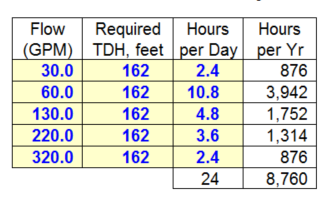 Flow (GPM) Required TDH, feet Hours per Day Hours per Yr
30.0 162 2.4 876
60.0 162 10.8 3,942
130.0 162 4.8 1,752
220.0 162 3.6 1,314
320.0 162 2.4 876
24 8,760